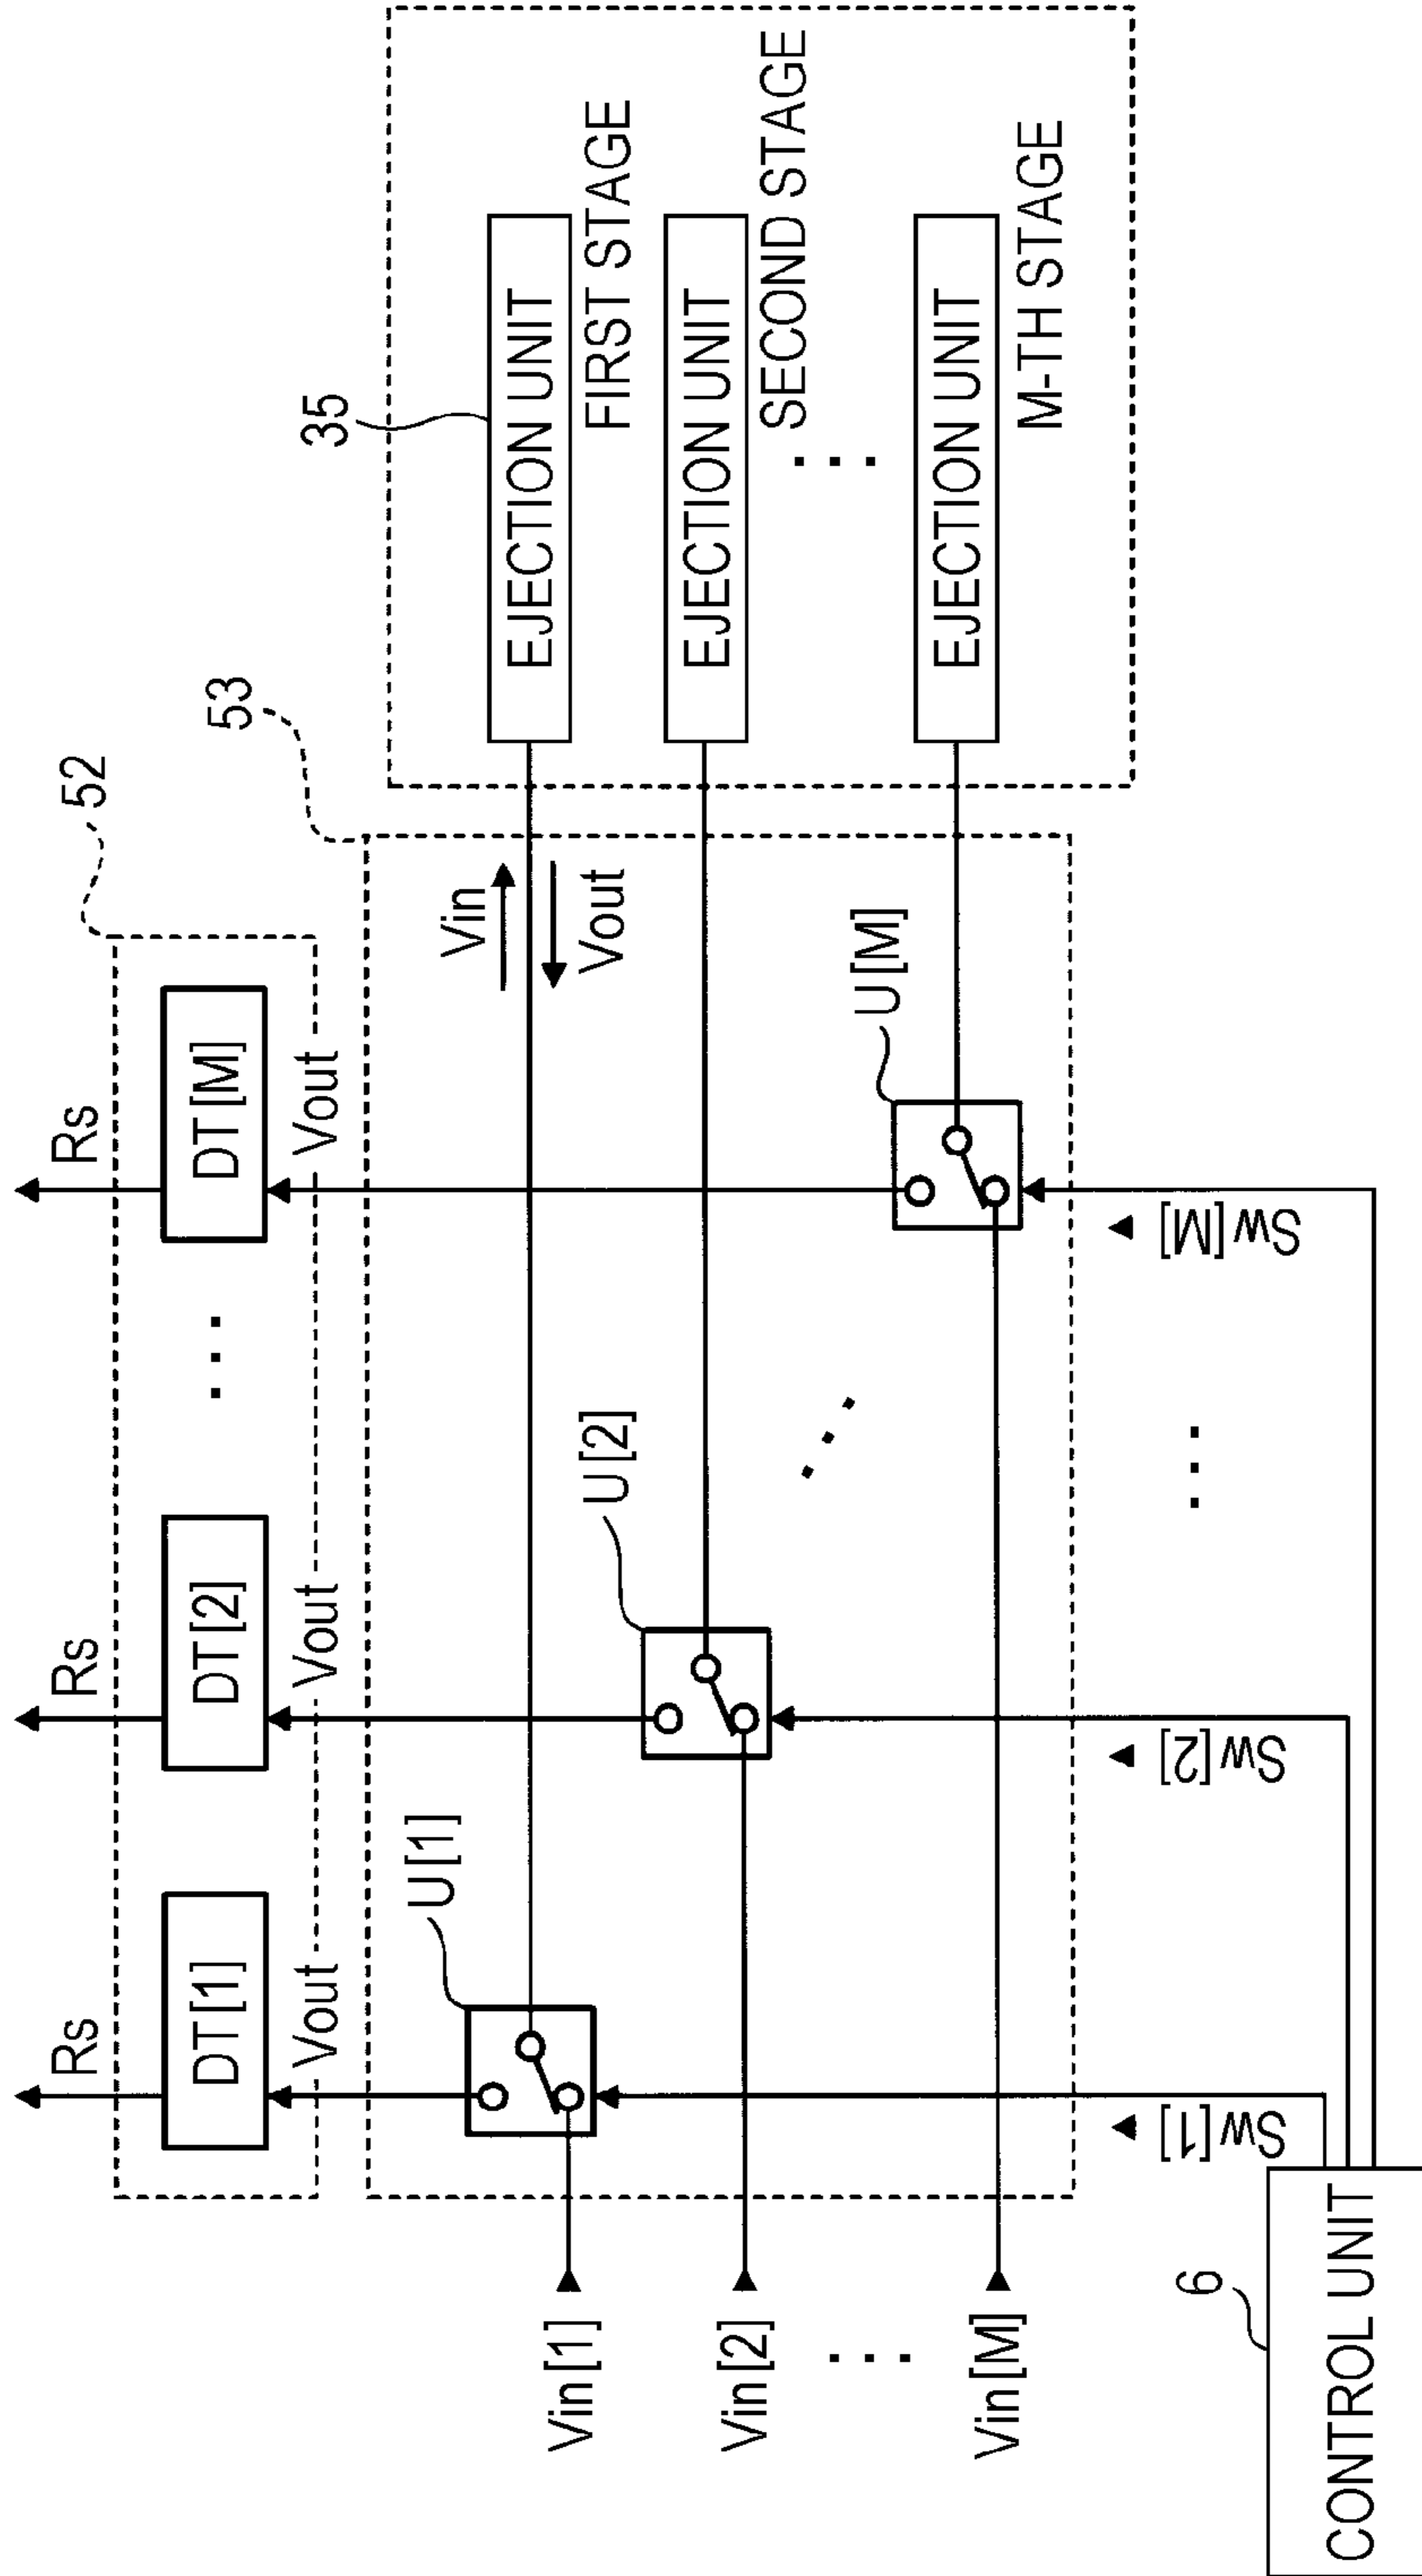 Rs
Rs
Rs
52
DT[1]
DT[2]
...
DT[M]
Vout
Vout
Vout
53
35
U[1]
Vin
EJECTION UNIT
Vout
FIRST STAGE
Vin[1]
U[2]
EJECTION UNIT
Vin[2]
SECOND STAGE
...
...
...
U[M]
EJECTION UNIT
Vin[M]
M-TH STAGE
Sw[1]
Sw[2]
...
Sw[M]
6
CONTROL UNIT